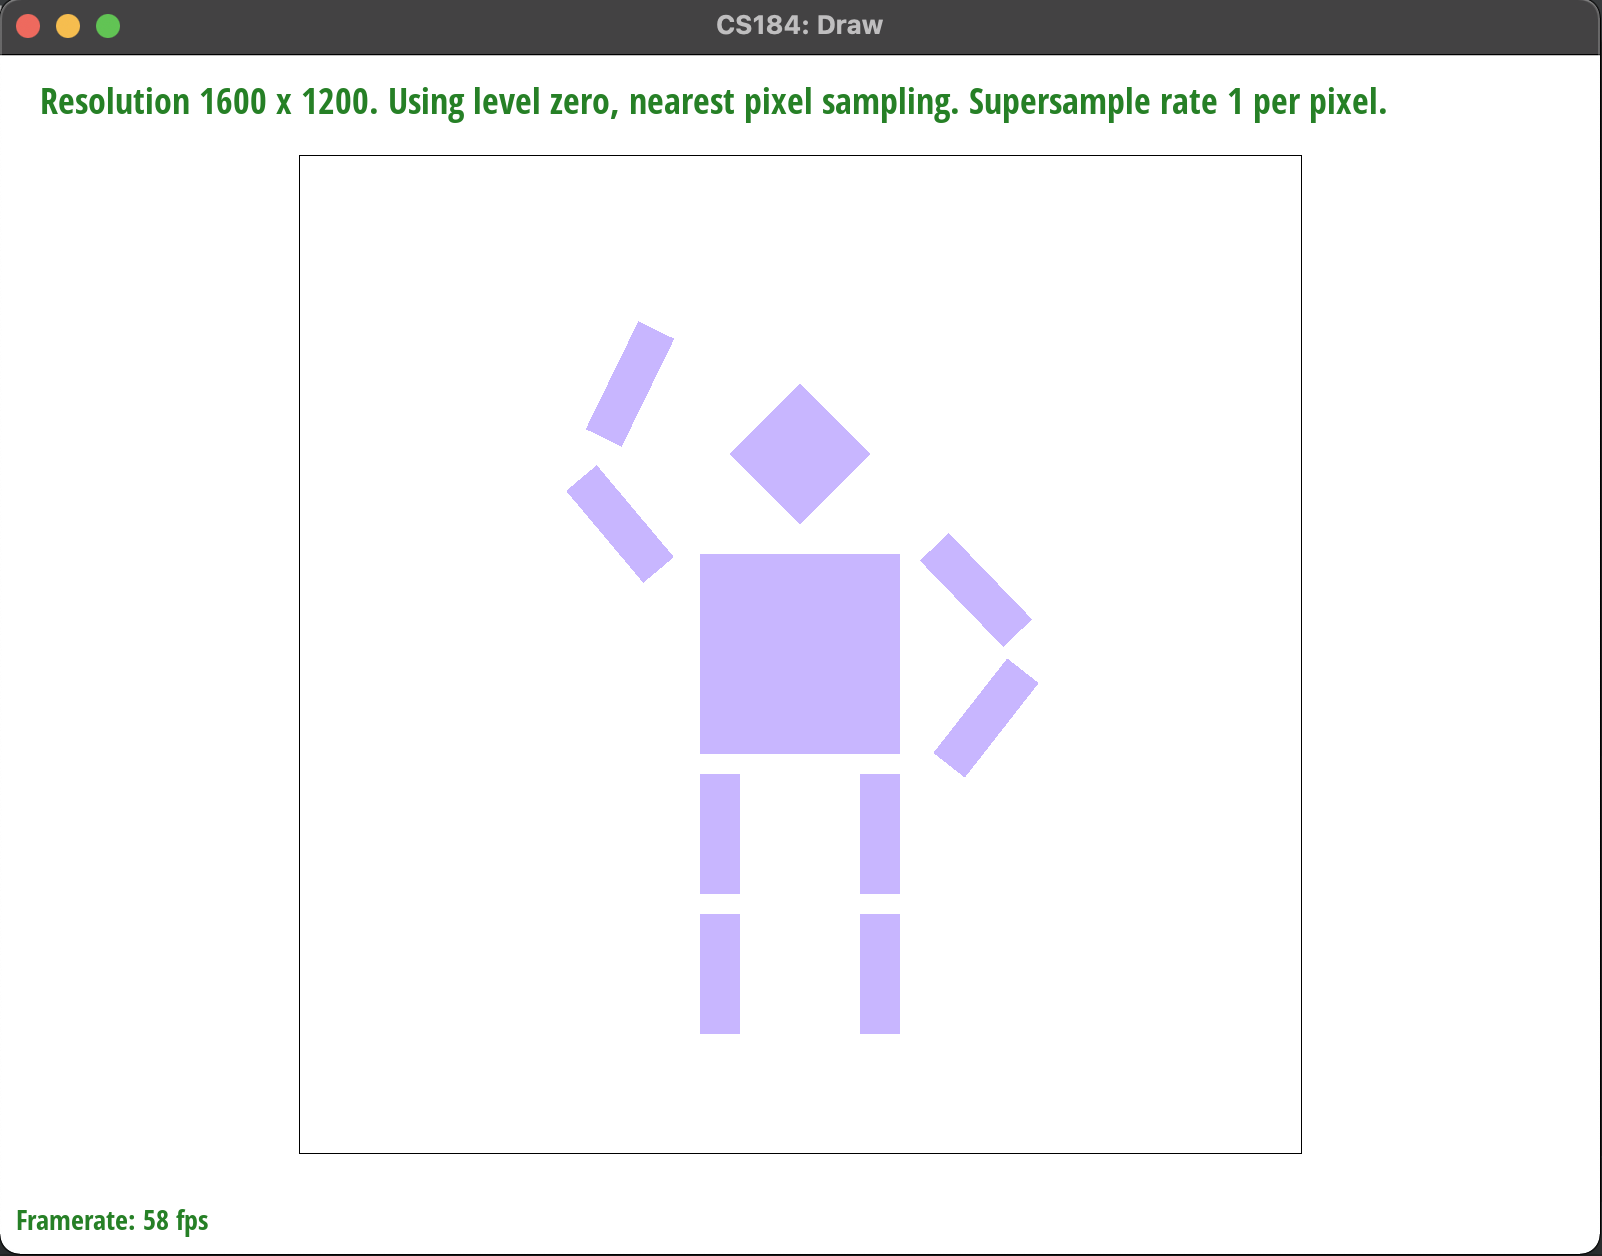 CS184: Draw
Resolution 1600 x 1200. Using level zero, nearest pixel sampling. Supersample rate 1 per pixel.
Framerate: 58 fps